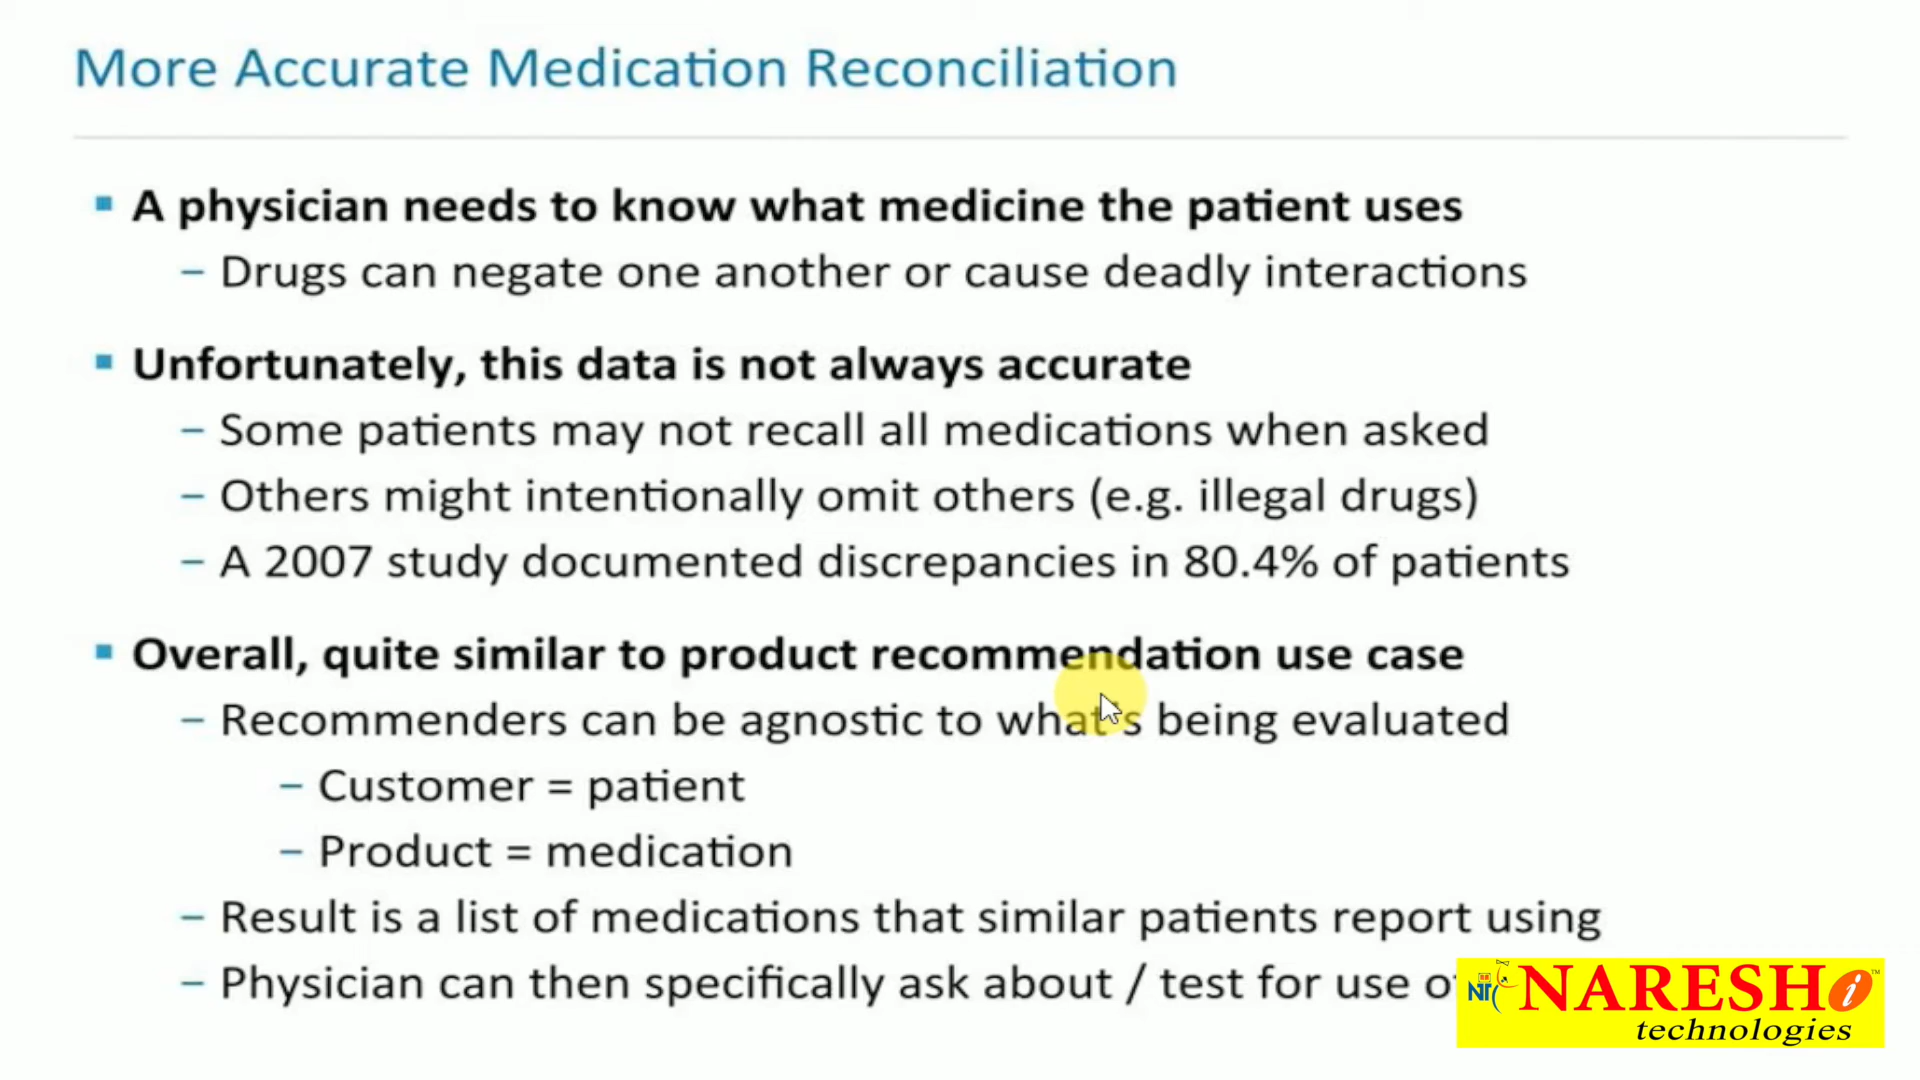 More Accurate Medication Reconciliation
▪ A physician needs to know what medicine the patient uses
– Drugs can negate one another or cause deadly interactions
▪ Unfortunately, this data is not always accurate
– Some patients may not recall all medications when asked
– Others might intentionally omit others (e.g. illegal drugs)
– A 2007 study documented discrepancies in 80.4% of patients
▪ Overall, quite similar to product recommendation use case
– Recommenders can be agnostic to what's being evaluated
– Customer = patient
– Product = medication
– Result is a list of medications that similar patients report using
– Physician can then specifically ask about / test for use
NARESH i ™
technologies